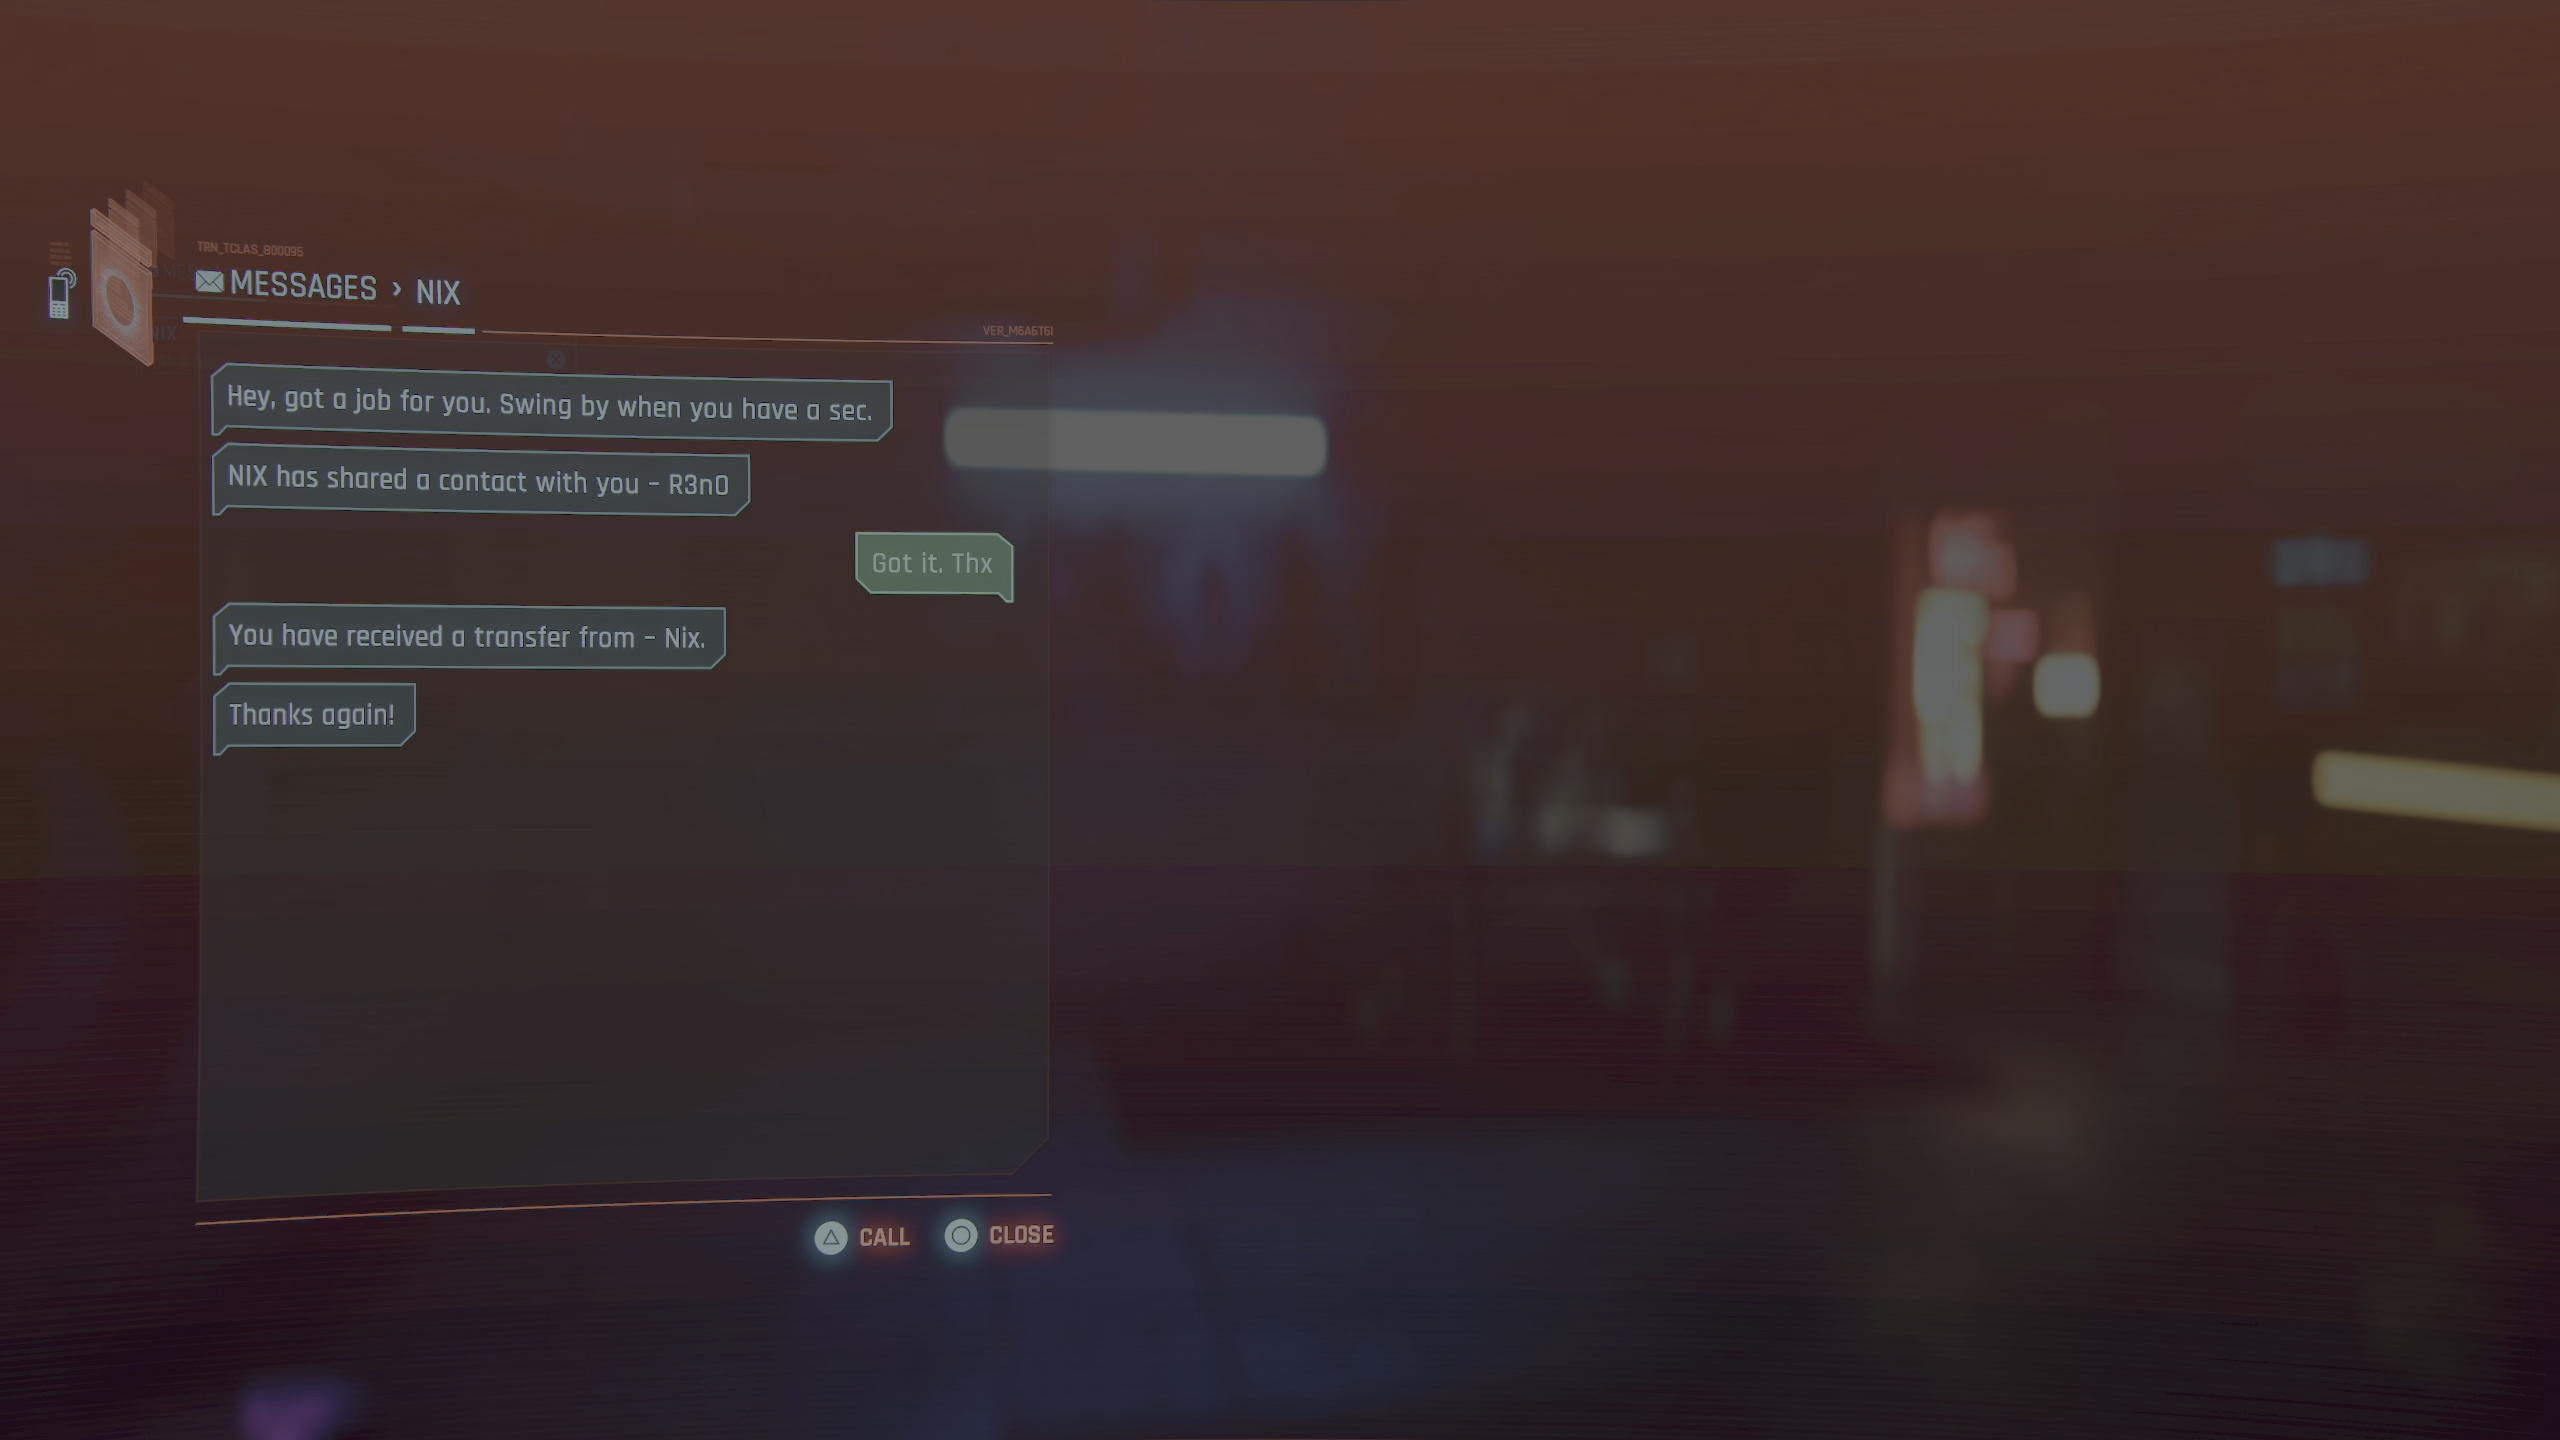 TRN_TCLAS_B00095
MESSAGES › NIX
VER_M6A6T6I
Hey, got a job for you. Swing by when you have a sec.
NIX has shared a contact with you – R3n0
Got it. Thx
You have received a transfer from – Nix.
Thanks again!
CALL
CLOSE